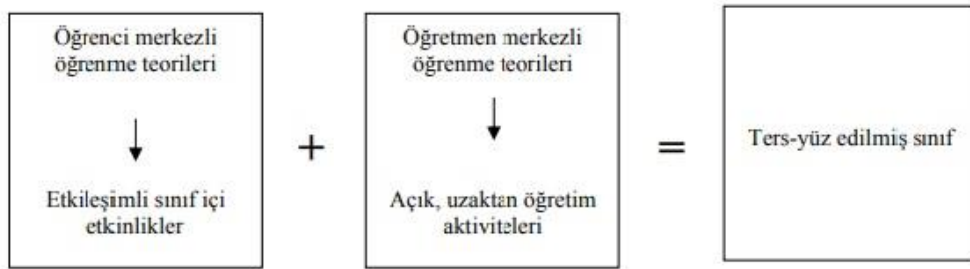 Öğrenci merkezli
öğrenme teorileri
Etkileşimli sınıf içi
etkinlikler
+
Öğretmen merkezli
öğrenme teorileri
Açık, uzaktan öğretim
aktiviteleri
=
Ters-yüz edilmiş sınıf